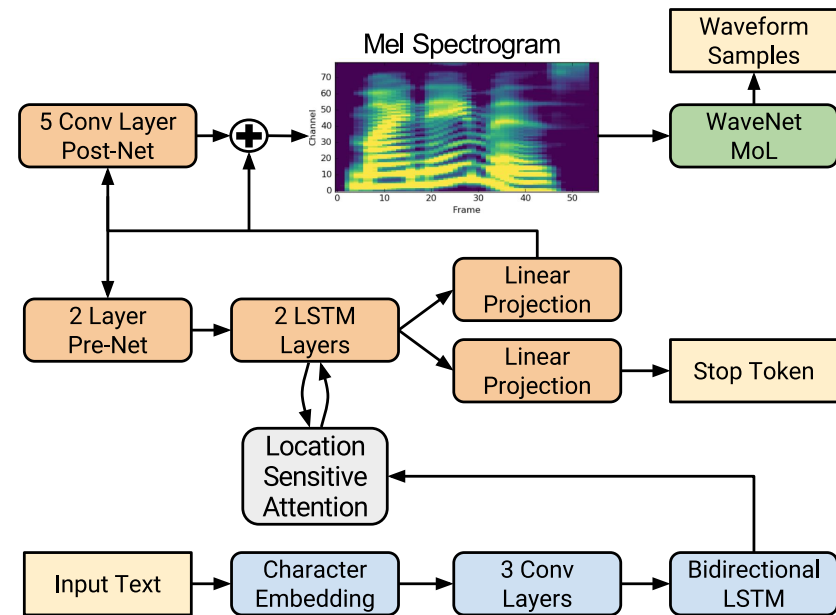 Waveform
Samples
Mel Spectrogram
5 Conv Layer
Post-Net
WaveNet
MoL
Channel
70
60
50
40
30
20
10
0
0 10 20 30 40 50
Frame
2 Layer
Pre-Net
2 LSTM
Layers
Linear
Projection
Linear
Projection
Stop Token
Location
Sensitive
Attention
Input Text
Character
Embedding
3 Conv
Layers
Bidirectional
LSTM